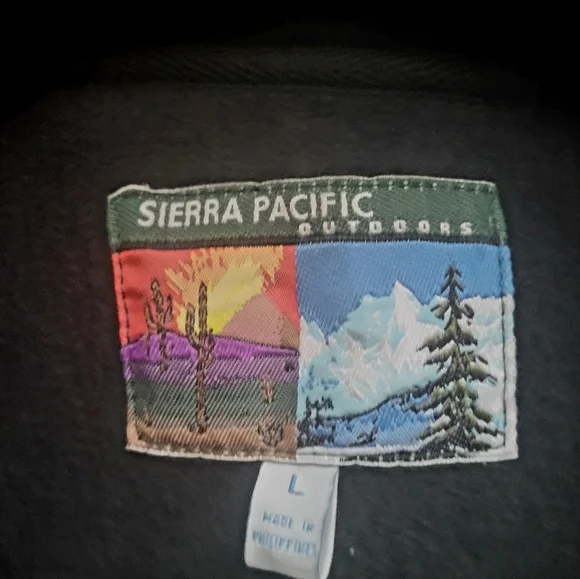 SIERRA PACIFIC
OUTDOORS
L
MADE IN
PHILIPPINES